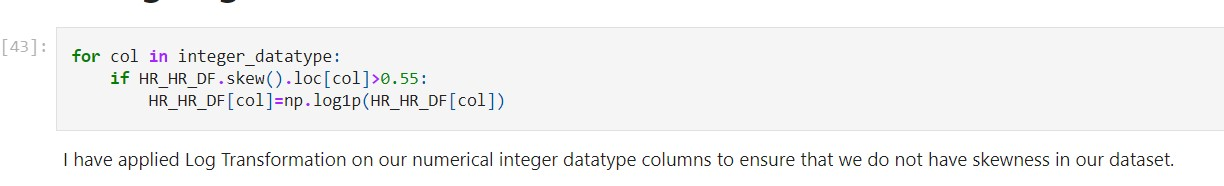 [43]:
for col in integer_datatype:
    if HR_HR_DF.skew().loc[col]>0.55:
        HR_HR_DF[col]=np.log1p(HR_HR_DF[col])
I have applied Log Transformation on our numerical integer datatype columns to ensure that we do not have skewness in our dataset.